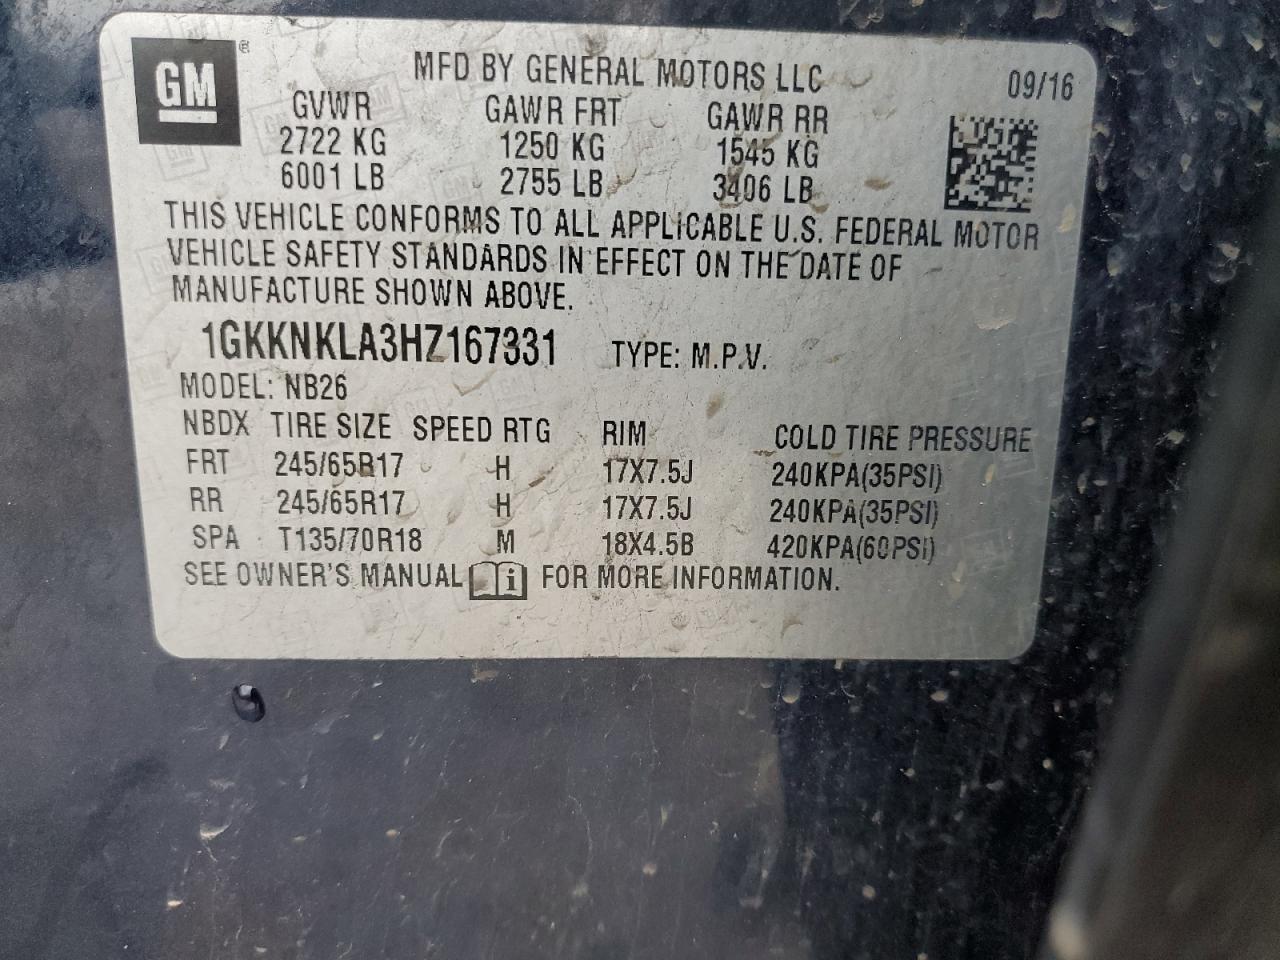 GM ®
MFD BY GENERAL MOTORS LLC 09/16
GVWR GAWR FRT GAWR RR
2722 KG 1250 KG 1545 KG
6001 LB 2755 LB 3406 LB
THIS VEHICLE CONFORMS TO ALL APPLICABLE U.S. FEDERAL MOTOR
VEHICLE SAFETY STANDARDS IN EFFECT ON THE DATE OF
MANUFACTURE SHOWN ABOVE.
1GKKNKLA3HZ167331 TYPE: M.P.V.
MODEL: NB26
NBDX TIRE SIZE SPEED RTG RIM COLD TIRE PRESSURE
FRT 245/65R17 H 17X7.5J 240KPA(35PSI)
RR 245/65R17 H 17X7.5J 240KPA(35PSI)
SPA T135/70R18 M 18X4.5B 420KPA(60PSI)
SEE OWNER'S MANUAL i FOR MORE INFORMATION.